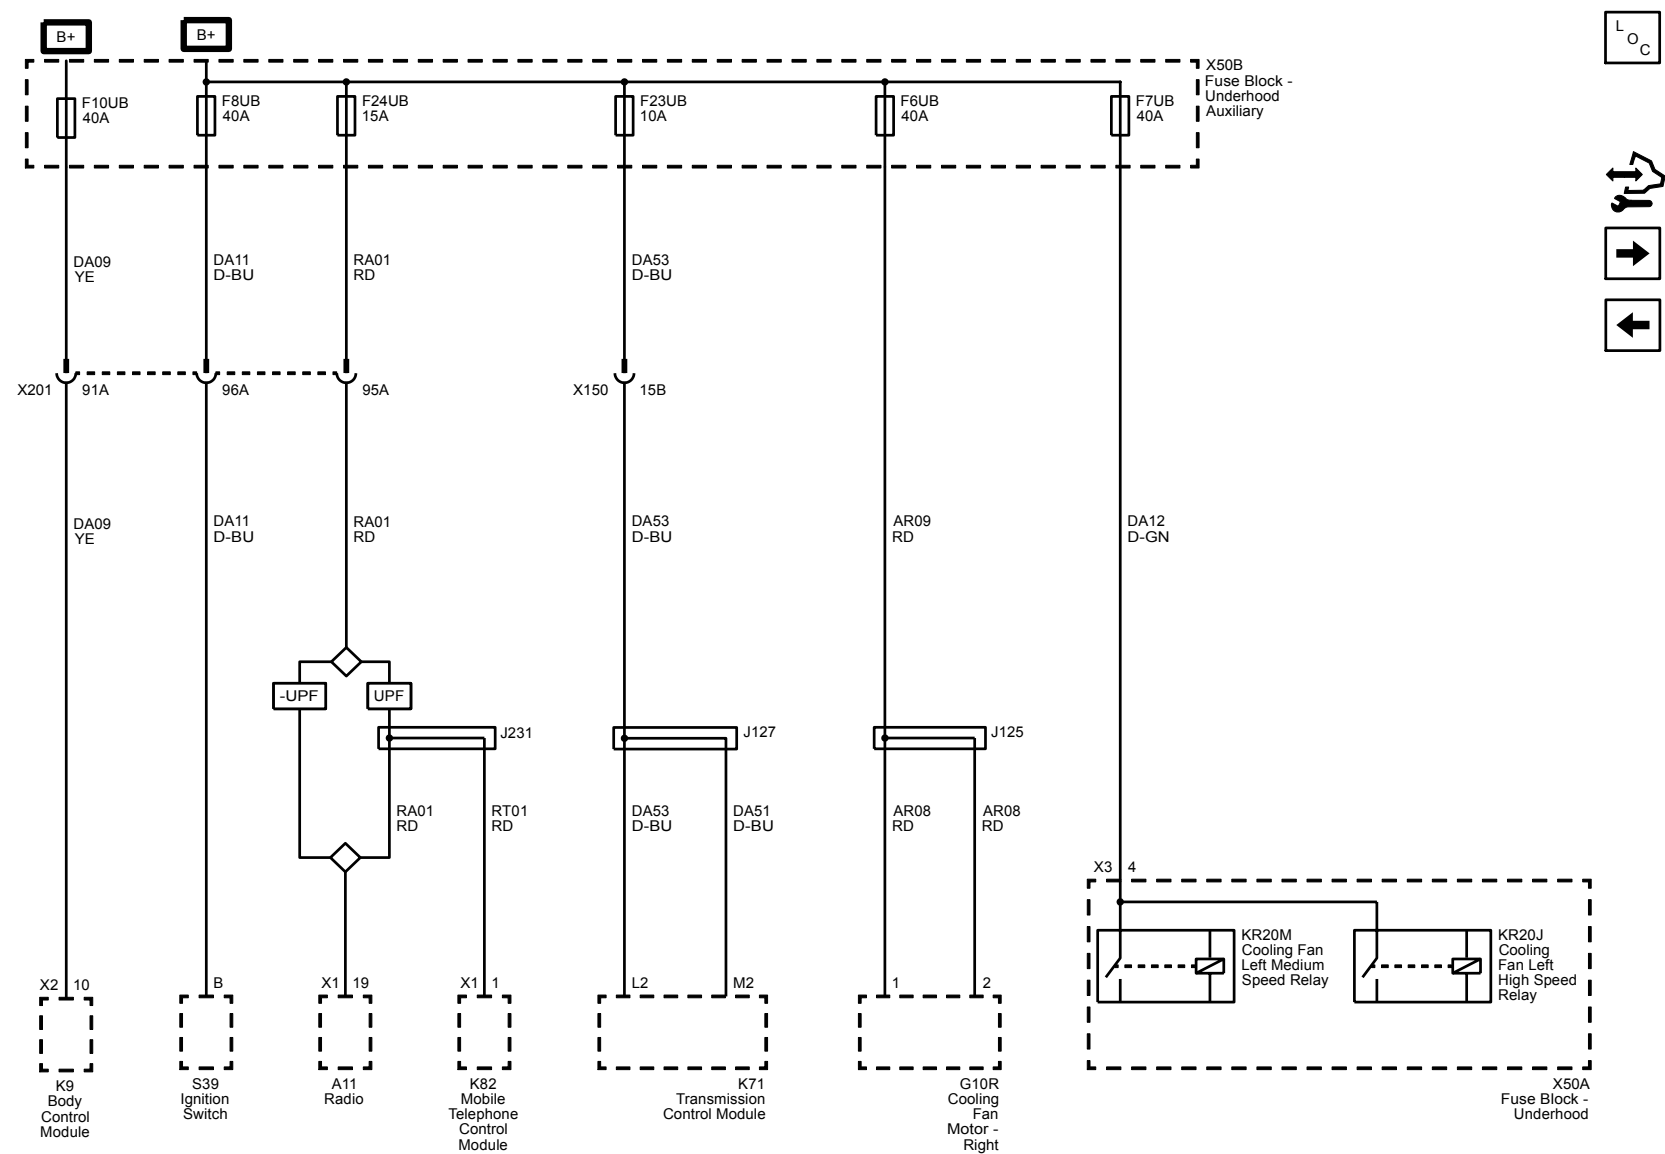 B+
B+
L
O
C
X50B
Fuse Block -
Underhood
Auxiliary
F10UB
40A
F8UB
40A
F24UB
15A
F23UB
10A
F6UB
40A
F7UB
40A
DA09
YE
DA11
D-BU
RA01
RD
DA53
D-BU
X201
91A
96A
95A
X150
15B
DA09
YE
DA11
D-BU
RA01
RD
DA53
D-BU
AR09
RD
DA12
D-GN
-UPF
UPF
J231
J127
J125
RA01
RD
RT01
RD
DA53
D-BU
DA51
D-BU
AR08
RD
AR08
RD
X3
4
KR20M
Cooling Fan
Left Medium
Speed Relay
KR20J
Cooling
Fan Left
High Speed
Relay
X2
10
B
X1
19
X1
1
L2
M2
1
2
K9
Body
Control
Module
S39
Ignition
Switch
A11
Radio
K82
Mobile
Telephone
Control
Module
K71
Transmission
Control Module
G10R
Cooling
Fan
Motor -
Right
X50A
Fuse Block -
Underhood